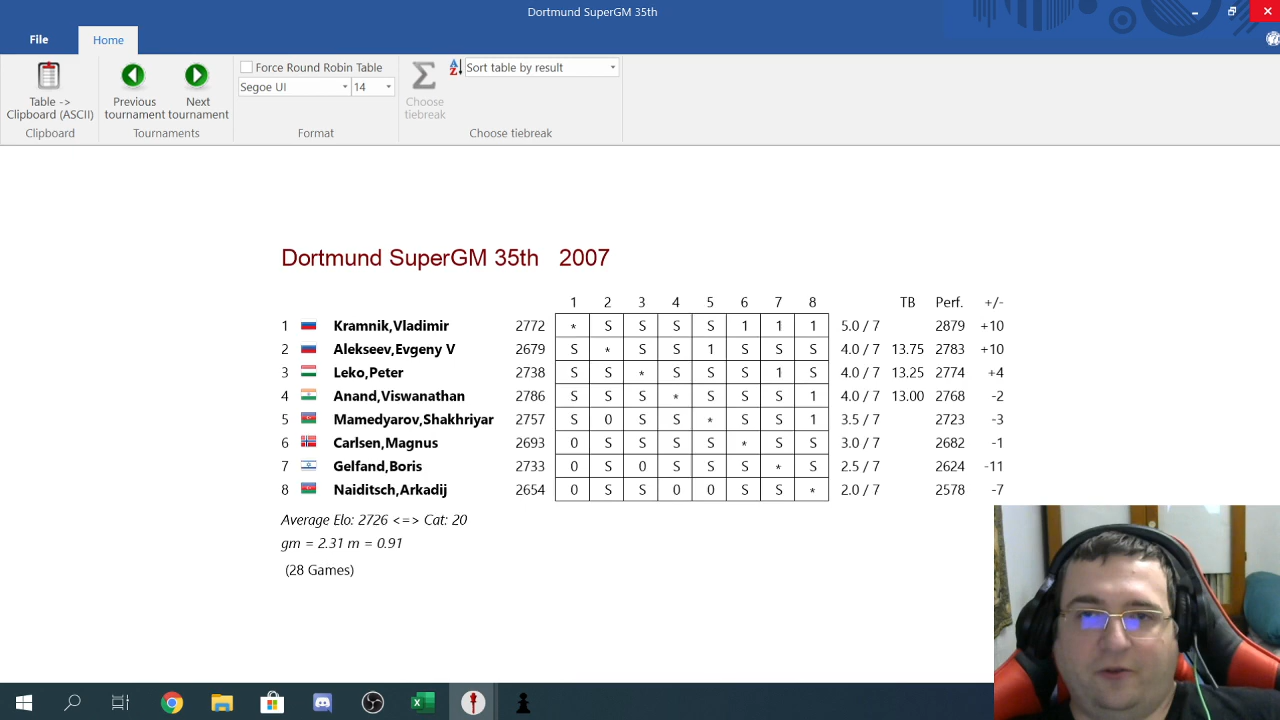 Dortmund SuperGM 35th
File Home
Table -> Clipboard (ASCII)
Clipboard
Previous tournament
Next tournament
Tournaments
Force Round Robin Table
Segoe UI 14
Format
Choose tiebreak
Sort table by result
Choose tiebreak
Dortmund SuperGM 35th 2007
1 2 3 4 5 6 7 8 TB Perf. +/-
1 Kramnik,Vladimir 2772 * S S S S 1 1 1 5.0 / 7 2879 +10
2 Alekseev,Evgeny V 2679 S * S S 1 S S S 4.0 / 7 13.75 2783 +10
3 Leko,Peter 2738 S S * S S S 1 S 4.0 / 7 13.25 2774 +4
4 Anand,Viswanathan 2786 S S S * S S S 1 4.0 / 7 13.00 2768 -2
5 Mamedyarov,Shakhriyar 2757 S 0 S S * S S 1 3.5 / 7 2723 -3
6 Carlsen,Magnus 2693 0 S S S S * S S 3.0 / 7 2682 -1
7 Gelfand,Boris 2733 0 S 0 S S S * S 2.5 / 7 2624 -11
8 Naiditsch,Arkadij 2654 0 S S 0 0 S S * 2.0 / 7 2578 -7
Average Elo: 2726 <=> Cat: 20
gm = 2.31 m = 0.91
(28 Games)